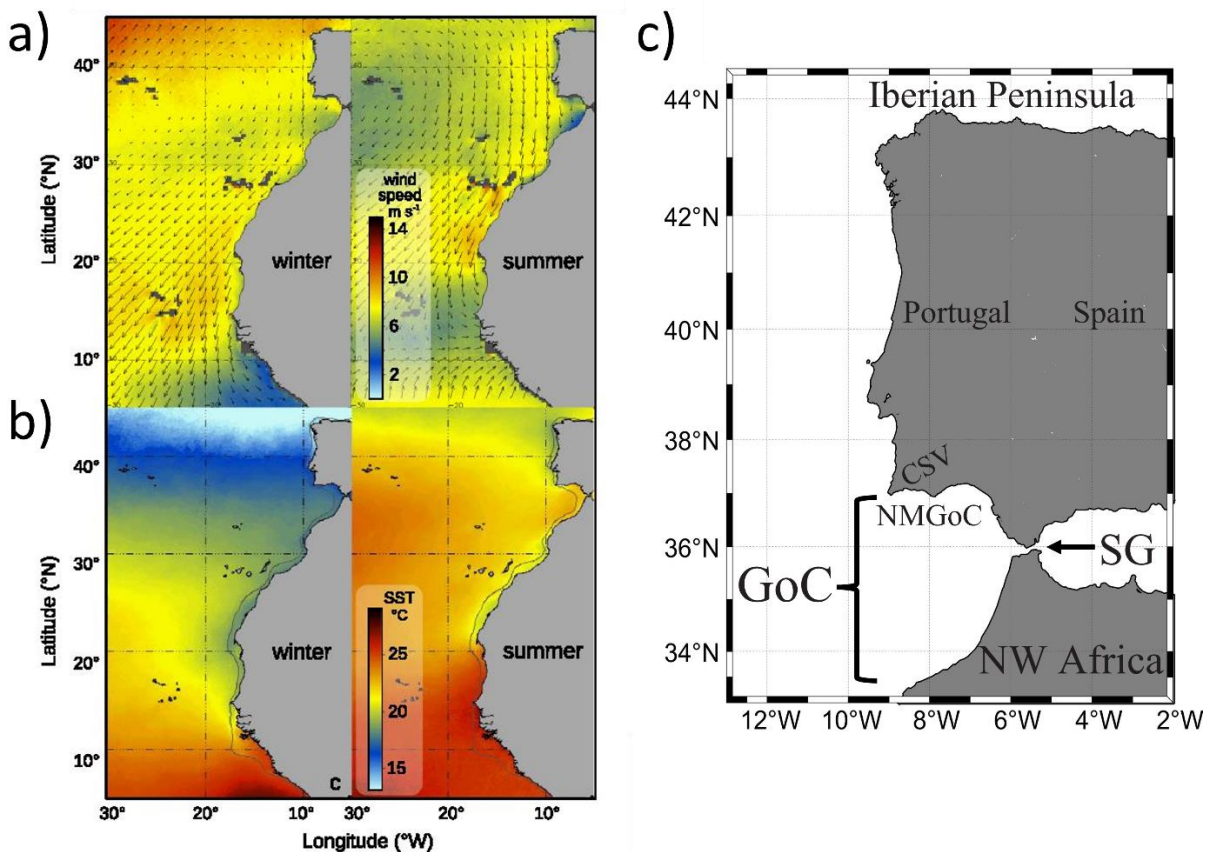 a)
40°
30°
20°
10°
Latitude (°N)
winter
summer
wind
speed
m s⁻¹
14
10
6
2
b)
40°
30°
20°
10°
Latitude (°N)
winter
summer
SST
°C
25
20
15
C
30°
20°
10°
30°
20°
10°
Longitude (°W)
c)
44°N
42°N
40°N
38°N
36°N
34°N
Iberian Peninsula
Portugal
Spain
CSV
NMGoC
GoC
SG
NW Africa
12°W
10°W
8°W
6°W
4°W
2°W